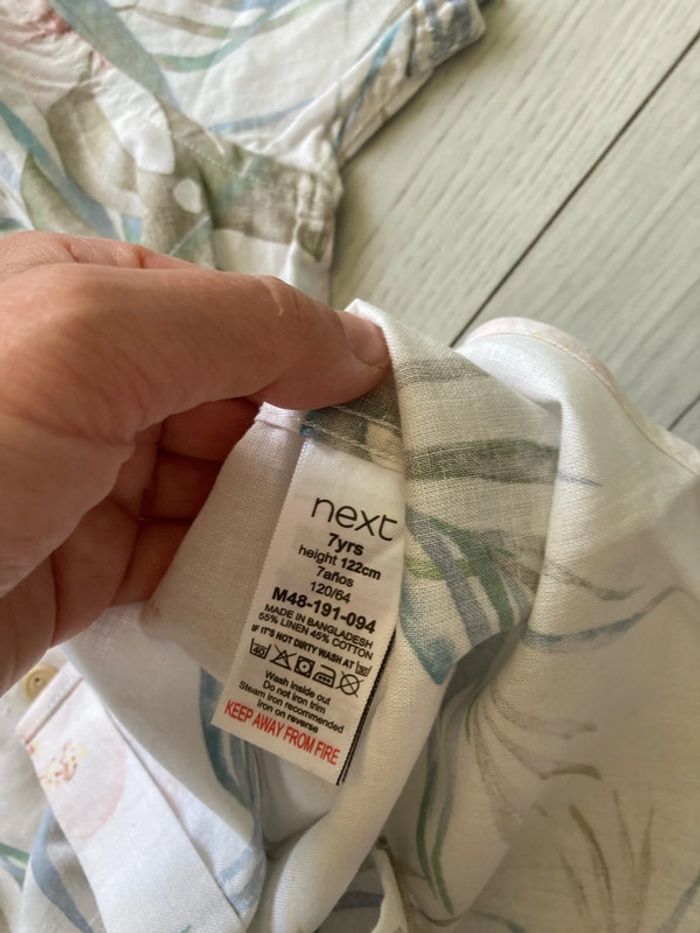 next
7yrs
height 122cm
7años
120/64
M48-191-094
MADE IN BANGLADESH
55% LINEN 45% COTTON
IF IT'S NOT DIRTY WASH AT 30
40
Wash inside out
Do not iron trim
Steam iron recommended
iron on reverse
KEEP AWAY FROM FIRE